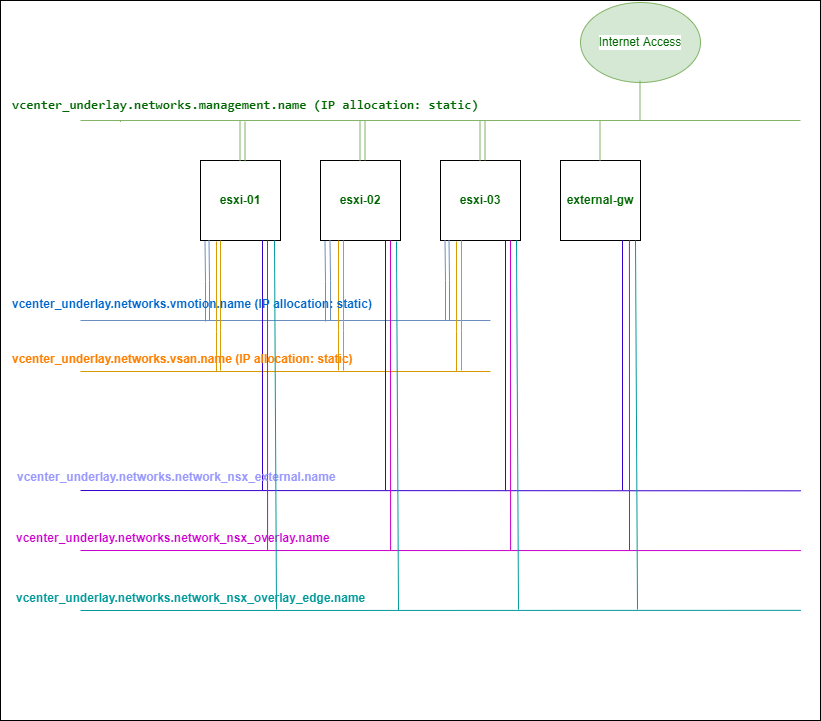 Internet Access
vcenter_underlay.networks.management.name (IP allocation: static)
esxi-01
esxi-02
esxi-03
external-gw
vcenter_underlay.networks.vmotion.name (IP allocation: static)
vcenter_underlay.networks.vsan.name (IP allocation: static)
vcenter_underlay.networks.network_nsx_external.name
vcenter_underlay.networks.network_nsx_overlay.name
vcenter_underlay.networks.network_nsx_overlay_edge.name